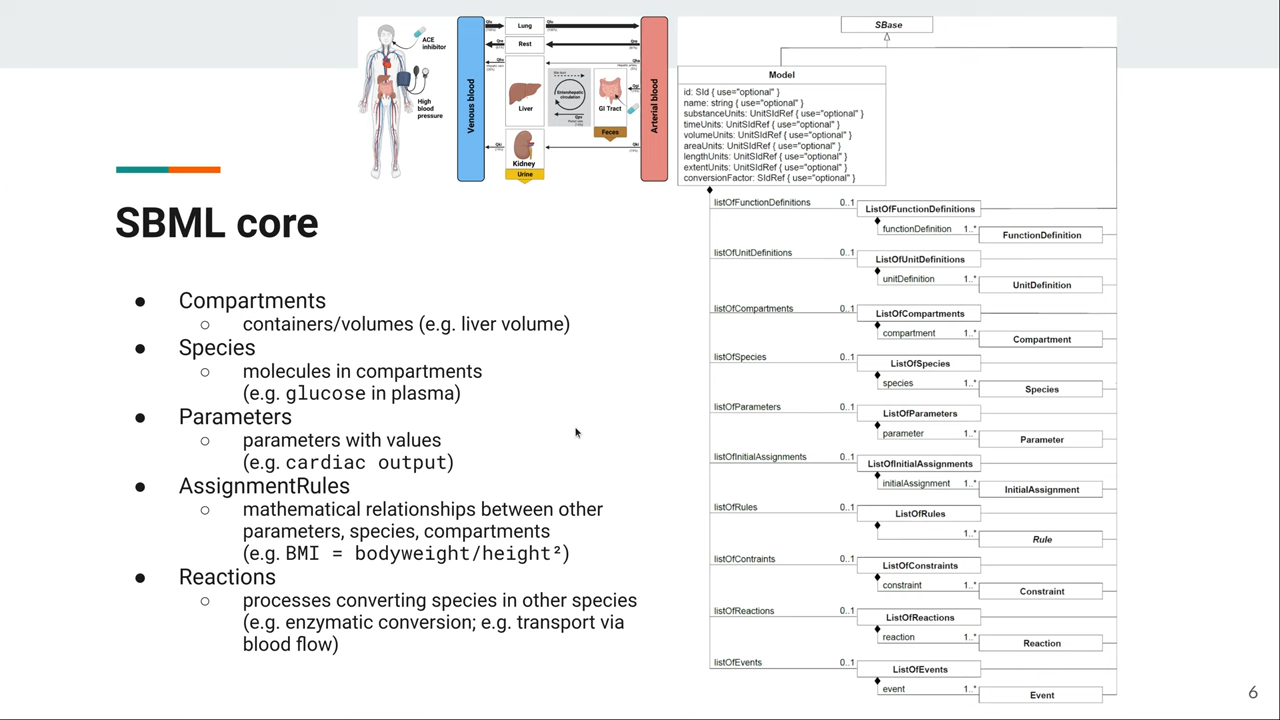 ACE
inhibitor
High
blood
pressure
Venous blood
Lung
Rest
Liver
Enterohepatic
circulation
GI Tract
Feces
Kidney
Urine
Arterial blood
SBML core
● Compartments
○ containers/volumes (e.g. liver volume)
● Species
○ molecules in compartments
(e.g. glucose in plasma)
● Parameters
○ parameters with values
(e.g. cardiac output)
● AssignmentRules
○ mathematical relationships between other
parameters, species, compartments
(e.g. BMI = bodyweight/height²)
● Reactions
○ processes converting species in other species
(e.g. enzymatic conversion; e.g. transport via
blood flow)
SBase
Model
id: SId { use="optional" }
name: string { use="optional" }
substanceUnits: UnitSIdRef { use="optional" }
timeUnits: UnitSIdRef { use="optional" }
volumeUnits: UnitSIdRef { use="optional" }
areaUnits: UnitSIdRef { use="optional" }
lengthUnits: UnitSIdRef { use="optional" }
extentUnits: UnitSIdRef { use="optional" }
conversionFactor: SIdRef { use="optional" }
listOfFunctionDefinitions 0..1 ListOfFunctionDefinitions
functionDefinition 1..* FunctionDefinition
listOfUnitDefinitions 0..1 ListOfUnitDefinitions
unitDefinition 1..* UnitDefinition
listOfCompartments 0..1 ListOfCompartments
compartment 1..* Compartment
listOfSpecies 0..1 ListOfSpecies
species 1..* Species
listOfParameters 0..1 ListOfParameters
parameter 1..* Parameter
listOfInitialAssignments 0..1 ListOfInitialAssignments
initialAssignment 1..* InitialAssignment
listOfRules 0..1 ListOfRules
1..* Rule
listOfContraints 0..1 ListOfConstraints
constraint 1..* Constraint
listOfReactions 0..1 ListOfReactions
reaction 1..* Reaction
listOfEvents 0..1 ListOfEvents
event 1..* Event
6